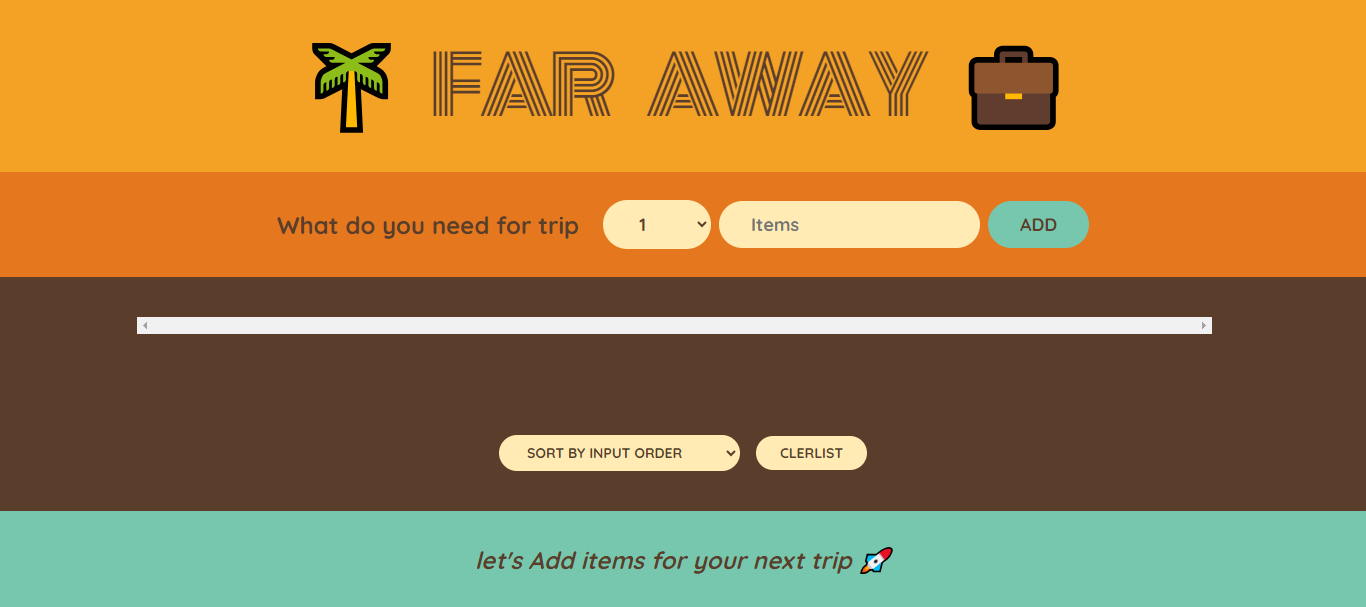 FAR AWAY
What do you need for trip 1 Items ADD
SORT BY INPUT ORDER CLERLIST
let's Add items for your next trip 🚀